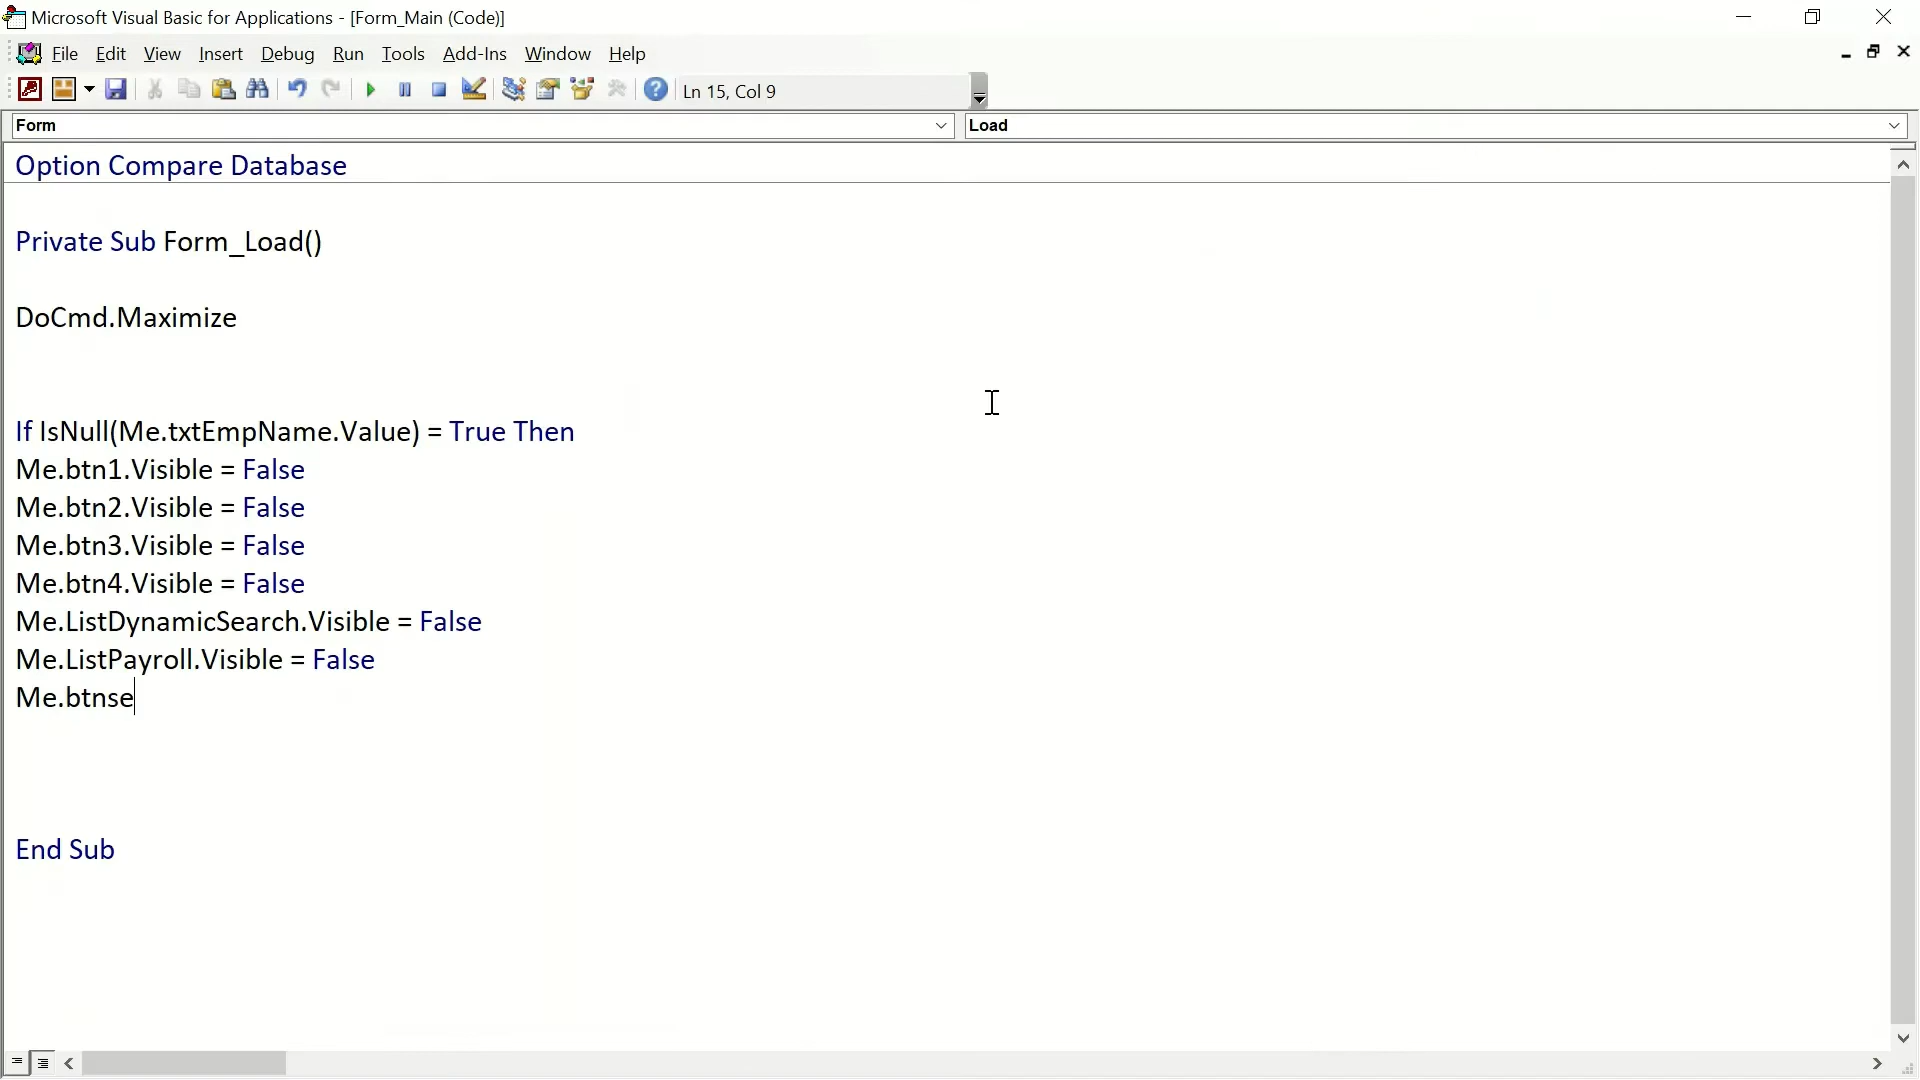 Microsoft Visual Basic for Applications - [Form_Main (Code)]
File Edit View Insert Debug Run Tools Add-Ins Window Help
Ln 15, Col 9
Form Load
Option Compare Database
Private Sub Form_Load()
DoCmd.Maximize
If IsNull(Me.txtEmpName.Value) = True Then
Me.btn1.Visible = False
Me.btn2.Visible = False
Me.btn3.Visible = False
Me.btn4.Visible = False
Me.ListDynamicSearch.Visible = False
Me.ListPayroll.Visible = False
Me.btnse
End Sub